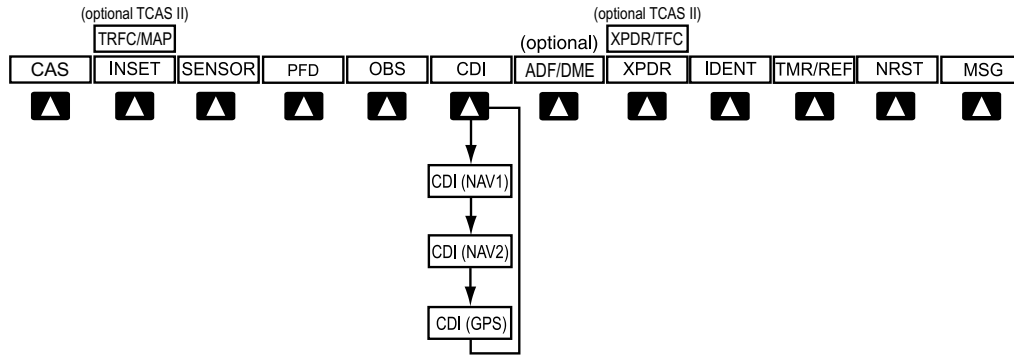 (optional TCAS II) (optional TCAS II)
TRFC/MAP (optional) XPDR/TFC
CAS INSET SENSOR PFD OBS CDI ADF/DME XPDR IDENT TMR/REF NRST MSG
CDI (NAV1)
CDI (NAV2)
CDI (GPS)